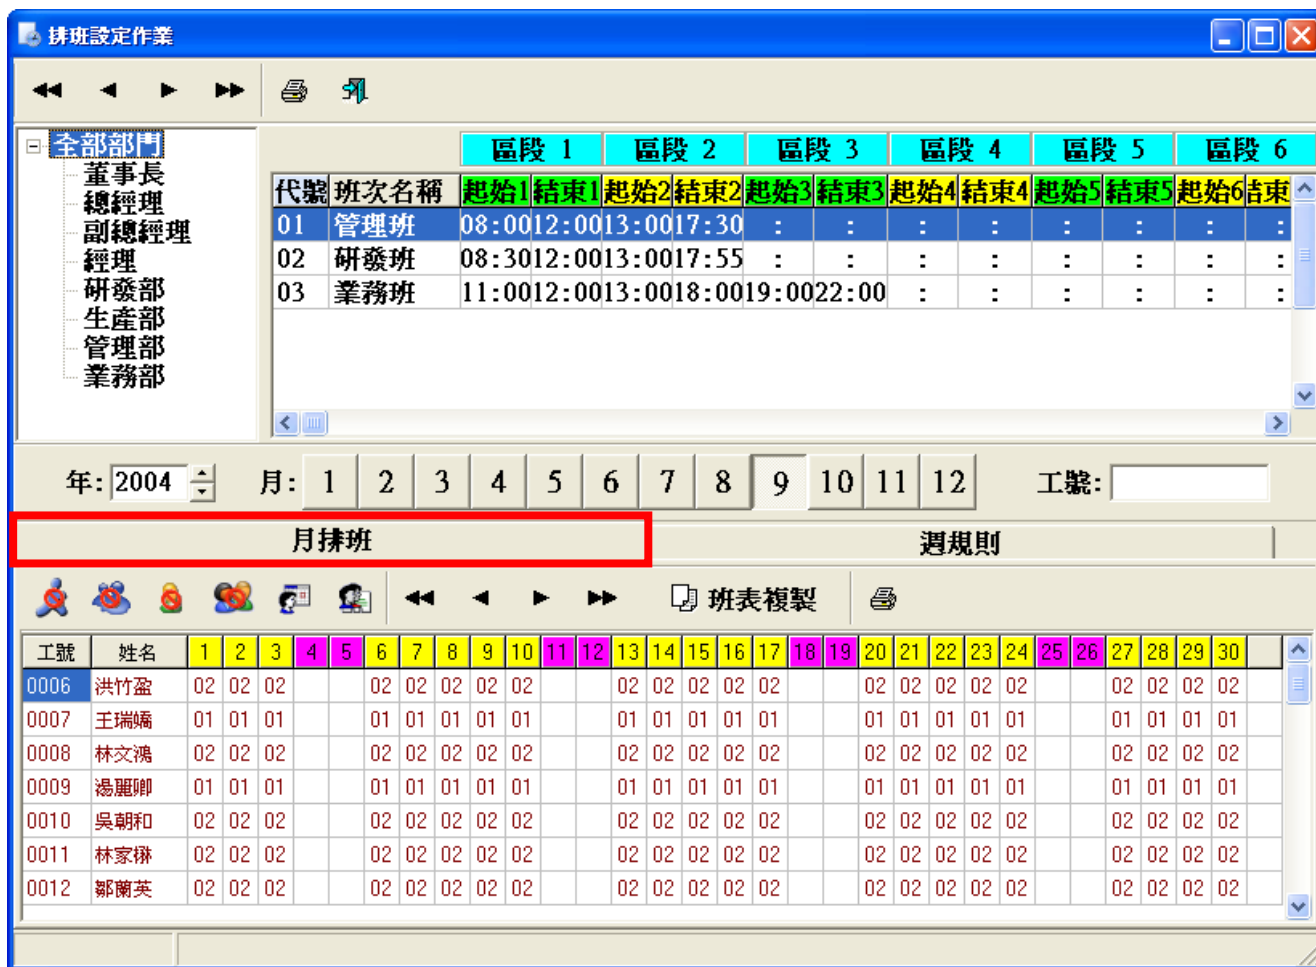 排班設定作業
全部部門
董事長
總經理
副總經理
經理
研發部
生產部
管理部
業務部
區段 1 區段 2 區段 3 區段 4 區段 5 區段 6
代號 班次名稱 起始1 結束1 起始2 結束2 起始3 結束3 起始4 結束4 起始5 結束5 起始6 結束
01 管理班 08:00 12:00 13:00 17:30 : : : : : : : :
02 研發班 08:30 12:00 13:00 17:55 : : : : : : : :
03 業務班 11:00 12:00 13:00 18:00 19:00 22:00 : : : : : :
年: 2004 月: 1 2 3 4 5 6 7 8 9 10 11 12 工號:
月排班 週規則
班表複製
工號 姓名 1 2 3 4 5 6 7 8 9 10 11 12 13 14 15 16 17 18 19 20 21 22 23 24 25 26 27 28 29 30
0006 洪竹盈 02 02 02 02 02 02 02 02 02 02 02 02 02 02 02 02 02 02 02 02 02 02
0007 王瑞嬌 01 01 01 01 01 01 01 01 01 01 01 01 01 01 01 01 01 01 01 01 01 01
0008 林文鴻 02 02 02 02 02 02 02 02 02 02 02 02 02 02 02 02 02 02 02 02 02 02
0009 湯麗卿 01 01 01 01 01 01 01 01 01 01 01 01 01 01 01 01 01 01 01 01 01 01
0010 吳朝和 02 02 02 02 02 02 02 02 02 02 02 02 02 02 02 02 02 02 02 02 02 02
0011 林家 02 02 02 02 02 02 02 02 02 02 02 02 02 02 02 02 02 02 02 02 02 02
0012 鄒蘭英 02 02 02 02 02 02 02 02 02 02 02 02 02 02 02 02 02 02 02 02 02 02